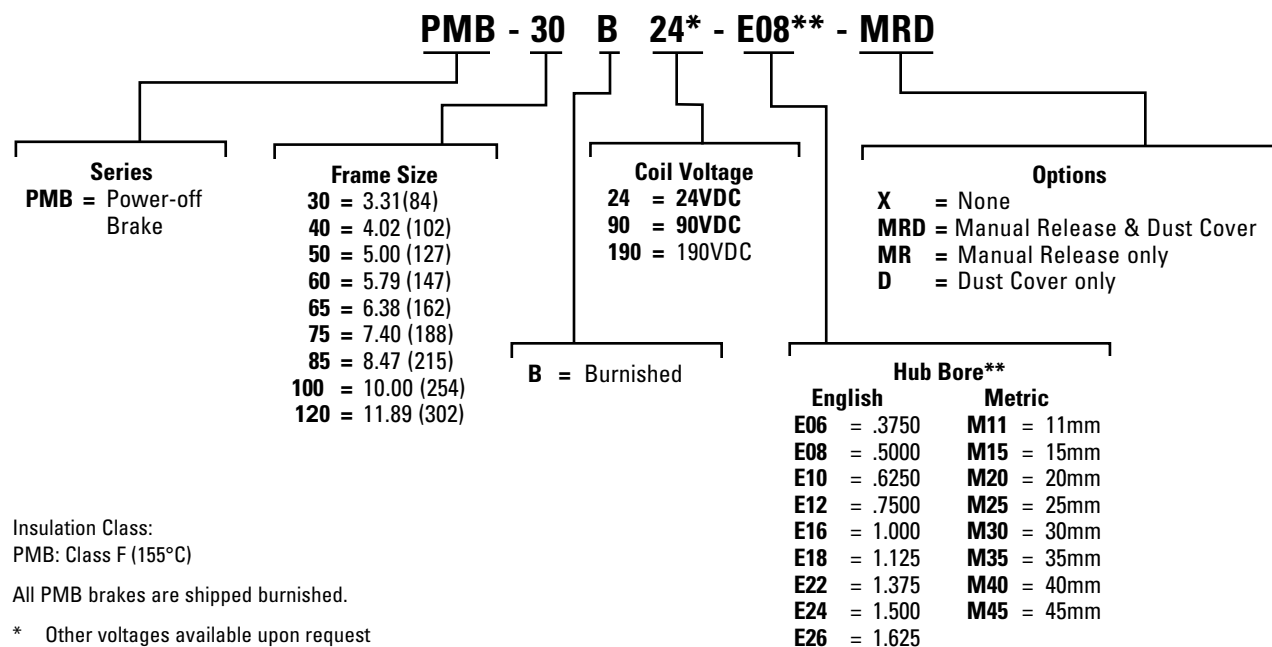 PMB - 30 B 24* - E08** - MRD
Series
PMB = Power-off
Brake
Frame Size
30 = 3.31(84)
40 = 4.02 (102)
50 = 5.00 (127)
60 = 5.79 (147)
65 = 6.38 (162)
75 = 7.40 (188)
85 = 8.47 (215)
100 = 10.00 (254)
120 = 11.89 (302)
Coil Voltage
24 = 24VDC
90 = 90VDC
190 = 190VDC
Options
X = None
MRD = Manual Release & Dust Cover
MR = Manual Release only
D = Dust Cover only
B = Burnished
Hub Bore**
English Metric
E06 = .3750 M11 = 11mm
E08 = .5000 M15 = 15mm
E10 = .6250 M20 = 20mm
E12 = .7500 M25 = 25mm
E16 = 1.000 M30 = 30mm
E18 = 1.125 M35 = 35mm
E22 = 1.375 M40 = 40mm
E24 = 1.500 M45 = 45mm
E26 = 1.625
Insulation Class:
PMB: Class F (155°C)
All PMB brakes are shipped burnished.
* Other voltages available upon request